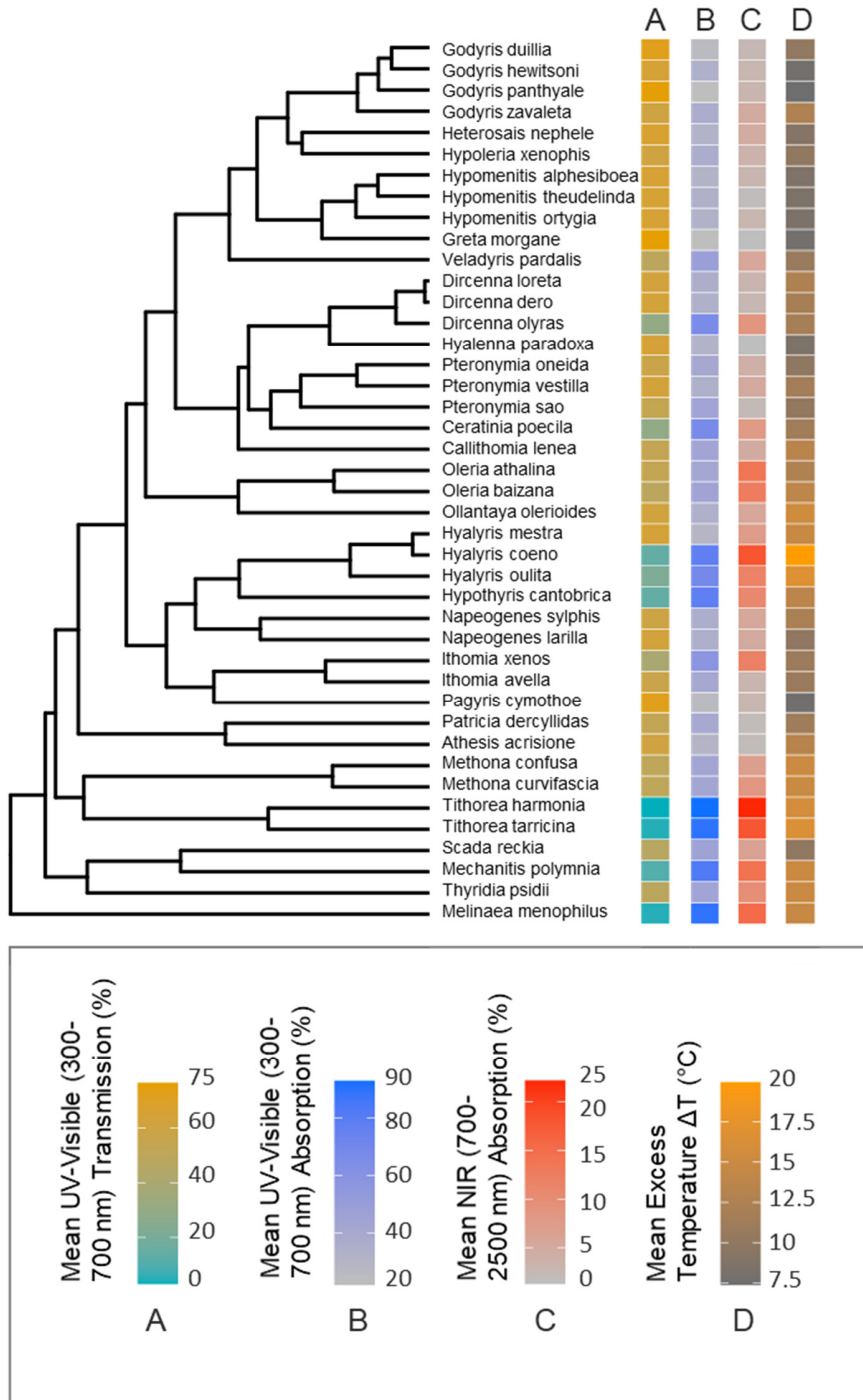 A B C D
Godyris duillia
Godyris hewitsoni
Godyris panthyale
Godyris zavaleta
Heterosais nephele
Hypoleria xenophis
Hypomenitis alphesiboea
Hypomenitis theudelinda
Hypomenitis ortygia
Greta morgane
Veladyris pardalis
Dircenna loreta
Dircenna dero
Dircenna olyras
Hyalenna paradoxa
Pteronymia oneida
Pteronymia vestilla
Pteronymia sao
Ceratinia poecila
Callithomia lenea
Oleria athalina
Oleria baizana
Ollantaya olerioides
Hyalyris mestra
Hyalyris coeno
Hyalyris oulita
Hypothyris cantobrica
Napeogenes sylphis
Napeogenes larilla
Ithomia xenos
Ithomia avella
Pagyris cymothoe
Patricia dercyllidas
Athesis acrisione
Methona confusa
Methona curvifascia
Tithorea harmonia
Tithorea tarricina
Scada reckia
Mechanitis polymnia
Thyridia psidii
Melinaea menophilus
Mean UV-Visible (300-
700 nm) Transmission (%)
75
60
40
20
0
A
Mean UV-Visible (300-
700 nm) Absorption (%)
90
80
60
40
20
B
Mean NIR (700-
2500 nm) Absorption (%)
25
20
15
10
5
0
C
Mean Excess
Temperature ΔT (°C)
20
17.5
15
12.5
10
7.5
D